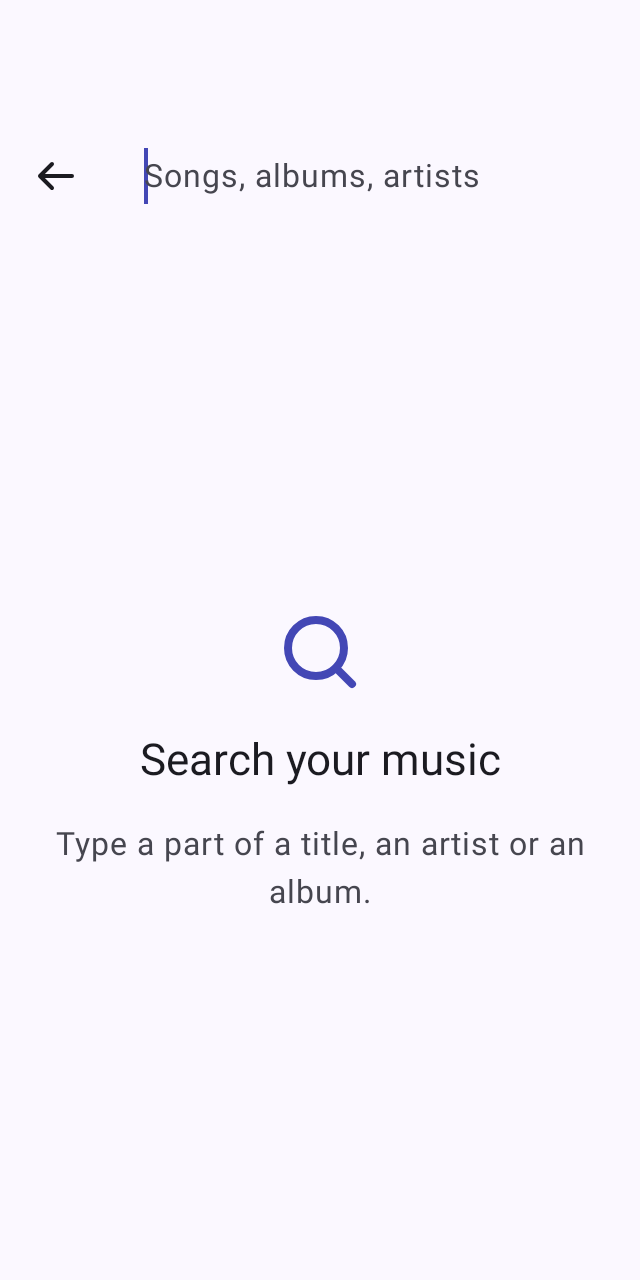 Songs, albums, artists
Search your music
Type a part of a title, an artist or an
album.